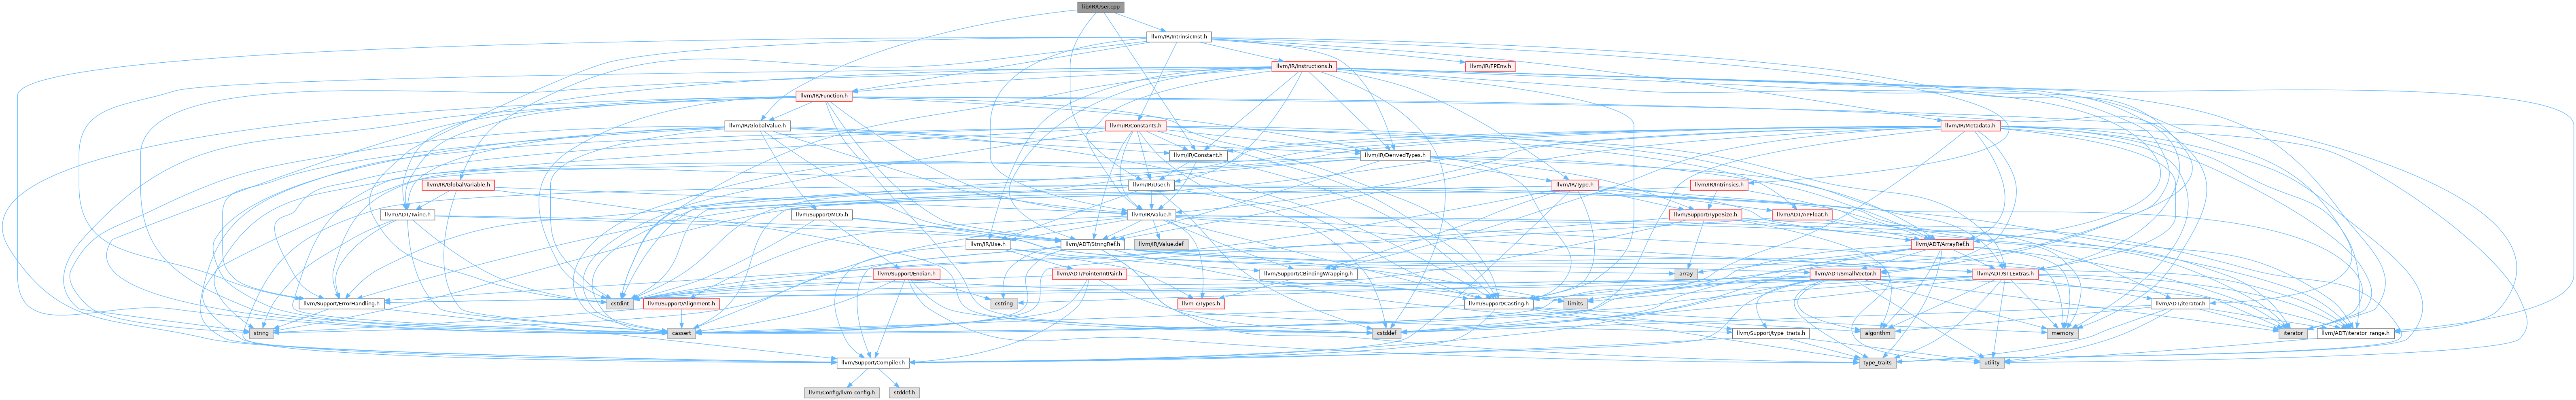 lib/IR/User.cpp
llvm/IR/IntrinsicInst.h
llvm/IR/Instructions.h
llvm/IR/FPEnv.h
llvm/IR/Function.h
llvm/IR/GlobalValue.h
llvm/IR/Constants.h
llvm/IR/Metadata.h
llvm/IR/Constant.h
llvm/IR/DerivedTypes.h
llvm/IR/GlobalVariable.h
llvm/IR/User.h
llvm/IR/Type.h
llvm/IR/Intrinsics.h
llvm/ADT/Twine.h
llvm/Support/MD5.h
llvm/IR/Value.h
llvm/Support/TypeSize.h
llvm/ADT/APFloat.h
llvm/IR/Use.h
llvm/ADT/StringRef.h
llvm/IR/Value.def
llvm/ADT/ArrayRef.h
llvm/Support/Endian.h
llvm/ADT/PointerIntPair.h
llvm/Support/CBindingWrapping.h
array
llvm/ADT/SmallVector.h
llvm/ADT/STLExtras.h
llvm/Support/ErrorHandling.h
cstdint
llvm/Support/Alignment.h
cstring
llvm-c/Types.h
llvm/Support/Casting.h
limits
llvm/ADT/iterator.h
string
cassert
cstddef
llvm/Support/type_traits.h
algorithm
memory
iterator
llvm/ADT/iterator_range.h
llvm/Support/Compiler.h
type_traits
utility
llvm/Config/llvm-config.h
stddef.h